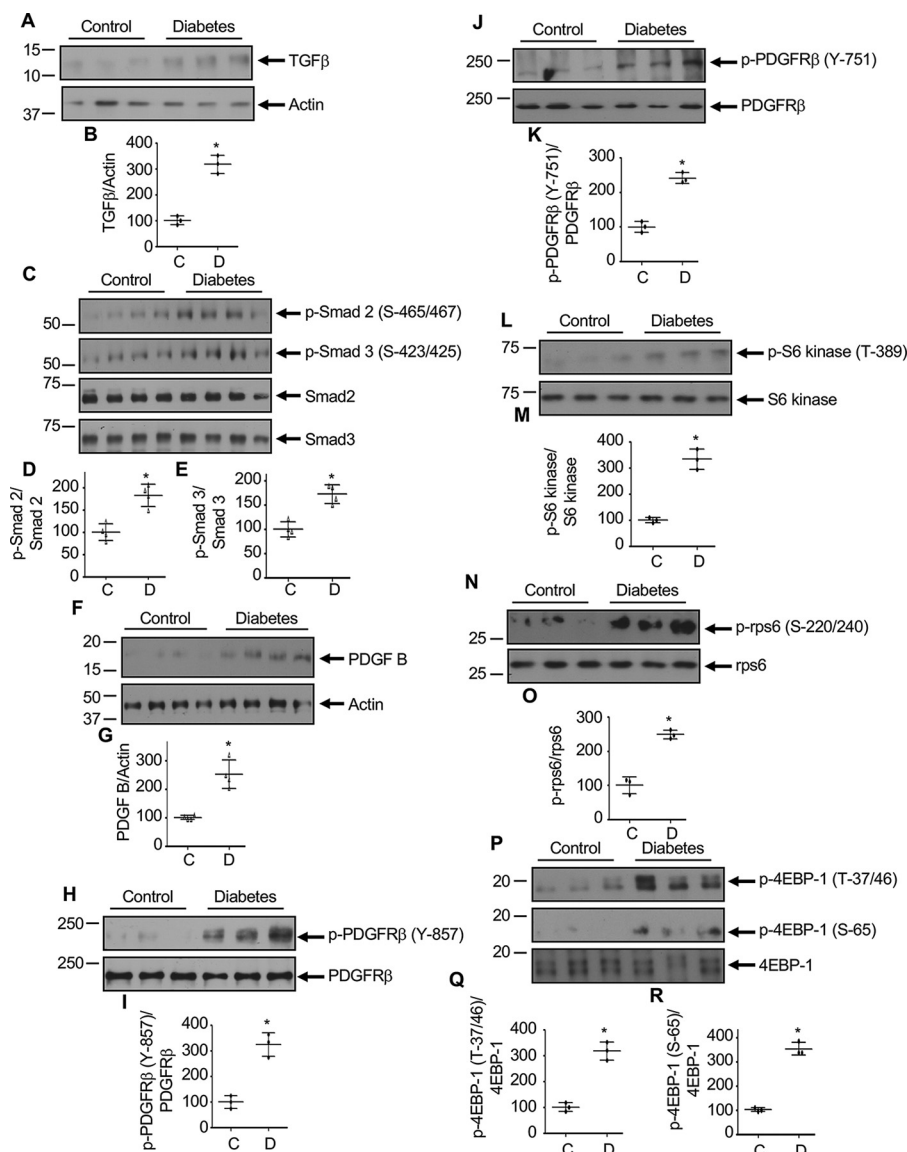 A
Control Diabetes
15
10
TGFβ
37
Actin
B
TGFβ/Actin
400
300
200
100
0
*
C D
C
Control Diabetes
50
p-Smad 2 (S-465/467)
50
p-Smad 3 (S-423/425)
75
Smad2
75
Smad3
D
p-Smad 2/
Smad 2
200
150
100
50
0
*
C D
E
p-Smad 3/
Smad 3
200
150
100
50
0
*
C D
F
Control Diabetes
20
15
PDGF B
50
37
Actin
G
PDGF B/Actin
300
200
100
0
*
C D
H
Control Diabetes
250
p-PDGFRβ (Y-857)
250
PDGFRβ
I
p-PDGFRβ (Y-857)/
PDGFRβ
400
300
200
100
0
*
C D
J
Control Diabetes
250
p-PDGFRβ (Y-751)
250
PDGFRβ
K
p-PDGFRβ (Y-751)/
PDGFRβ
300
200
100
0
*
C D
L
Control Diabetes
75
p-S6 kinase (T-389)
75
S6 kinase
M
p-S6 kinase/
S6 kinase
400
300
200
100
0
*
C D
N
Control Diabetes
25
p-rps6 (S-220/240)
25
rps6
O
p-rps6/rps6
300
200
100
0
*
C D
P
Control Diabetes
20
p-4EBP-1 (T-37/46)
20
p-4EBP-1 (S-65)
20
4EBP-1
Q
p-4EBP-1 (T-37/46)/
4EBP-1
400
300
200
100
0
*
C D
R
p-4EBP-1 (S-65)/
4EBP-1
400
300
200
100
0
*
C D